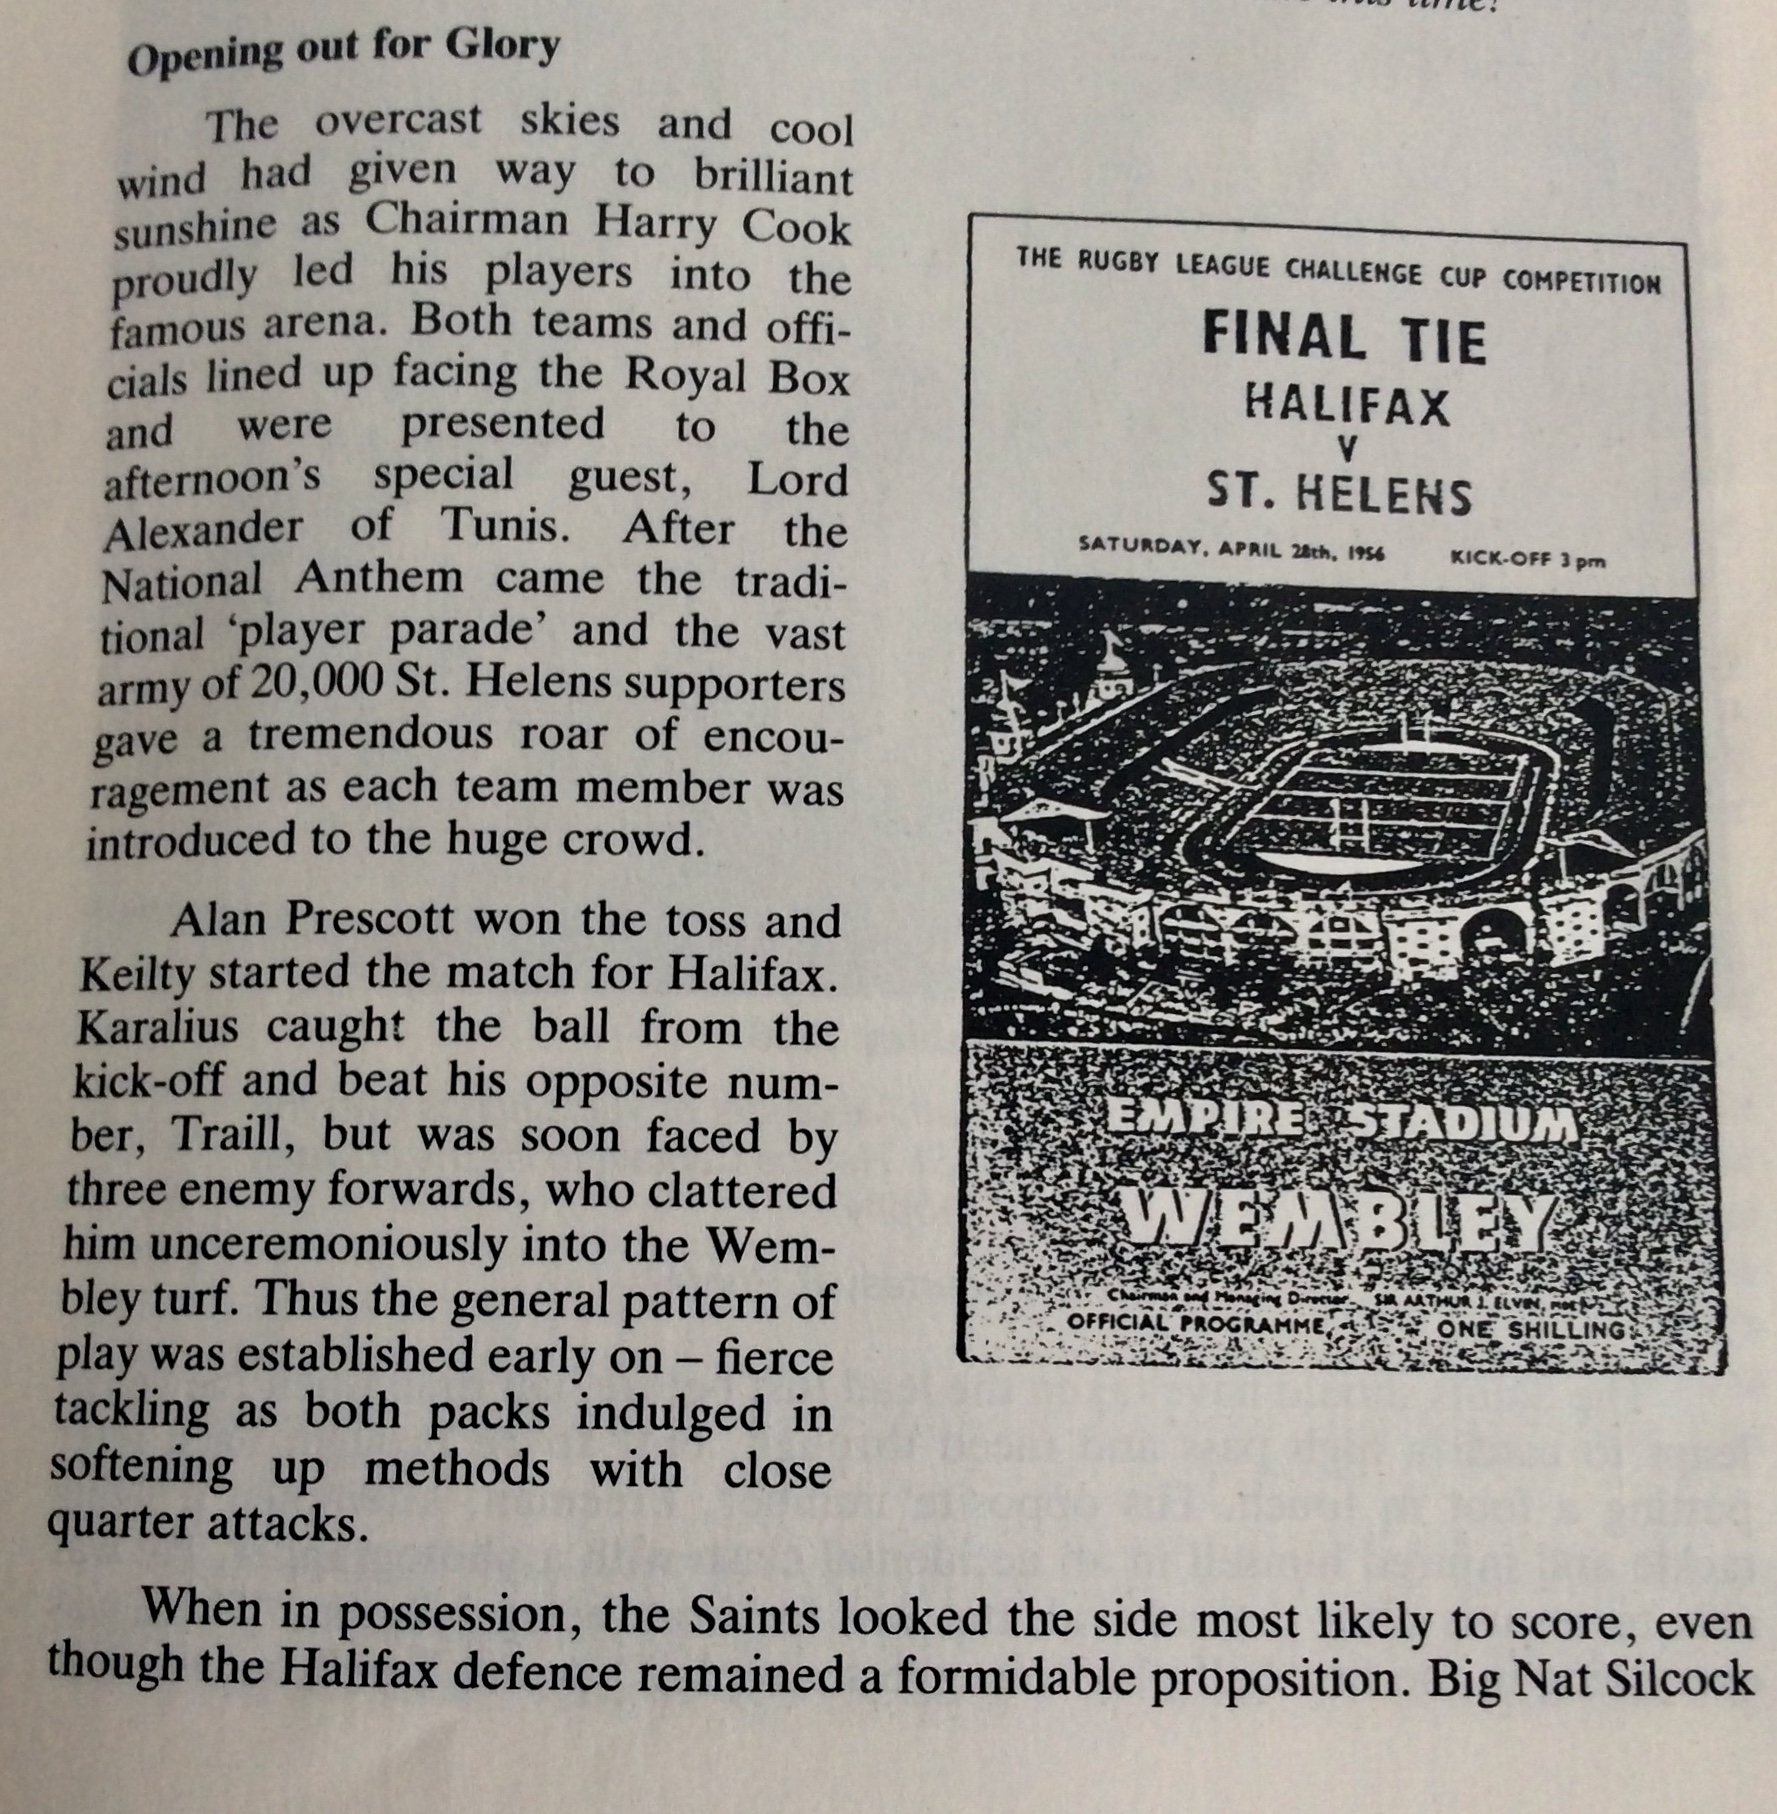 this time!
Opening out for Glory
The overcast skies and cool
wind had given way to brilliant
sunshine as Chairman Harry Cook
proudly led his players into the
famous arena. Both teams and offi-
cials lined up facing the Royal Box
and were presented to the
afternoon's special guest, Lord
Alexander of Tunis. After the
National Anthem came the tradi-
tional 'player parade' and the vast
army of 20,000 St. Helens supporters
gave a tremendous roar of encou-
ragement as each team member was
introduced to the huge crowd.
Alan Prescott won the toss and
Keilty started the match for Halifax.
Karalius caught the ball from the
kick-off and beat his opposite num-
ber, Traill, but was soon faced by
three enemy forwards, who clattered
him unceremoniously into the Wem-
bley turf. Thus the general pattern of
play was established early on – fierce
tackling as both packs indulged in
softening up methods with close
quarter attacks.
THE RUGBY LEAGUE CHALLENGE CUP COMPETITION
FINAL TIE
HALIFAX
V
ST. HELENS
SATURDAY, APRIL 28th, 1956 KICK-OFF 3 pm
EMPIRE STADIUM
WEMBLEY
Chairman and Managing Director SIR ARTHUR J. ELVIN,
OFFICIAL PROGRAMME ONE SHILLING
When in possession, the Saints looked the side most likely to score, even
though the Halifax defence remained a formidable proposition. Big Nat Silcock